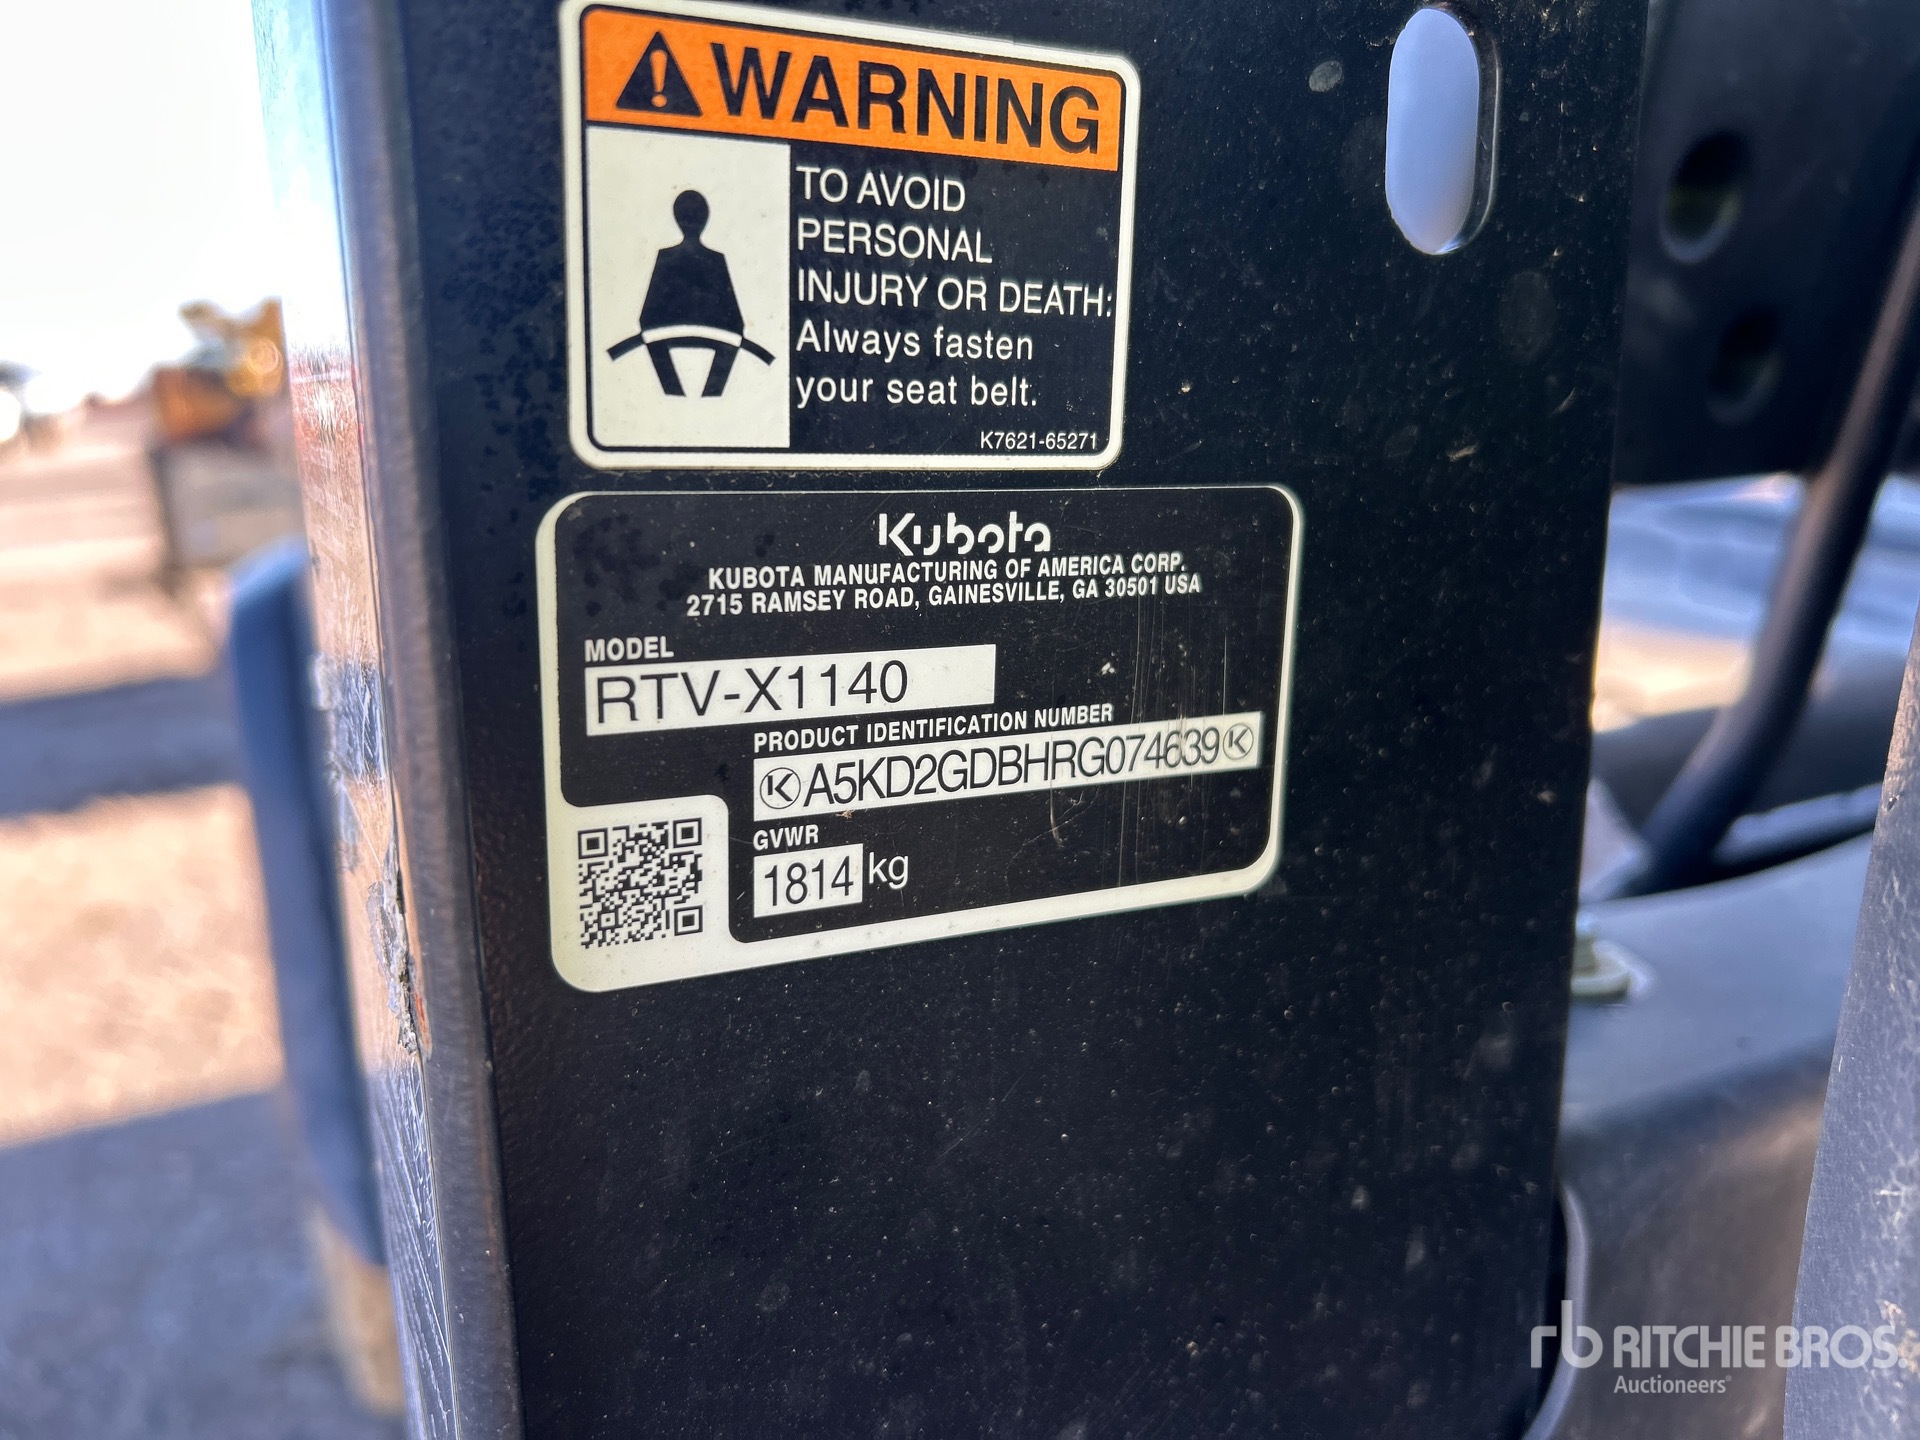 WARNING
TO AVOID
PERSONAL
INJURY OR DEATH:
Always fasten
your seat belt.
K7621-65271
Kubota
KUBOTA MANUFACTURING OF AMERICA CORP.
2715 RAMSEY ROAD, GAINESVILLE, GA 30501 USA
MODEL
RTV-X1140
PRODUCT IDENTIFICATION NUMBER
K A5KD2GDBHRG074639 K
GVWR
1814 kg
rb RITCHIE BROS.
Auctioneers